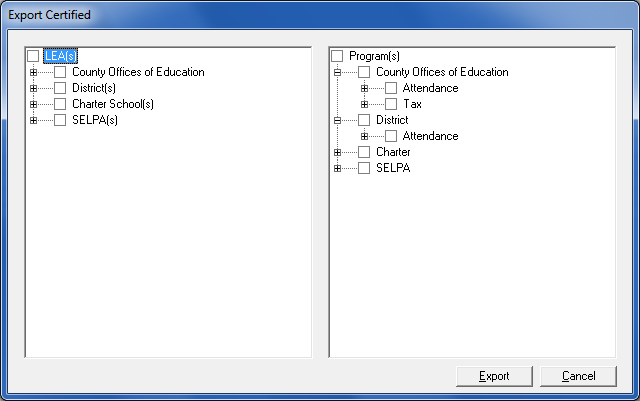 Export Certified
LEA(s)
County Offices of Education
District(s)
Charter School(s)
SELPA(s)
Program(s)
County Offices of Education
Attendance
Tax
District
Attendance
Charter
SELPA
Export
Cancel